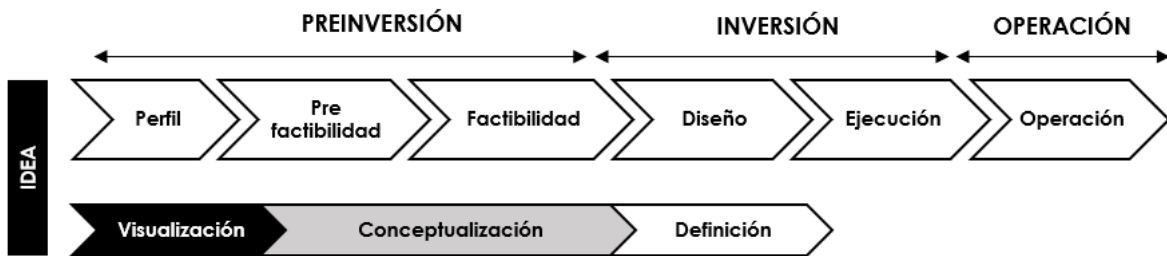 PREINVERSIÓN INVERSIÓN OPERACIÓN
Perfil
Pre
factibilidad
Factibilidad
Diseño
Ejecución
Operación
IDEA
Visualización
Conceptualización
Definición